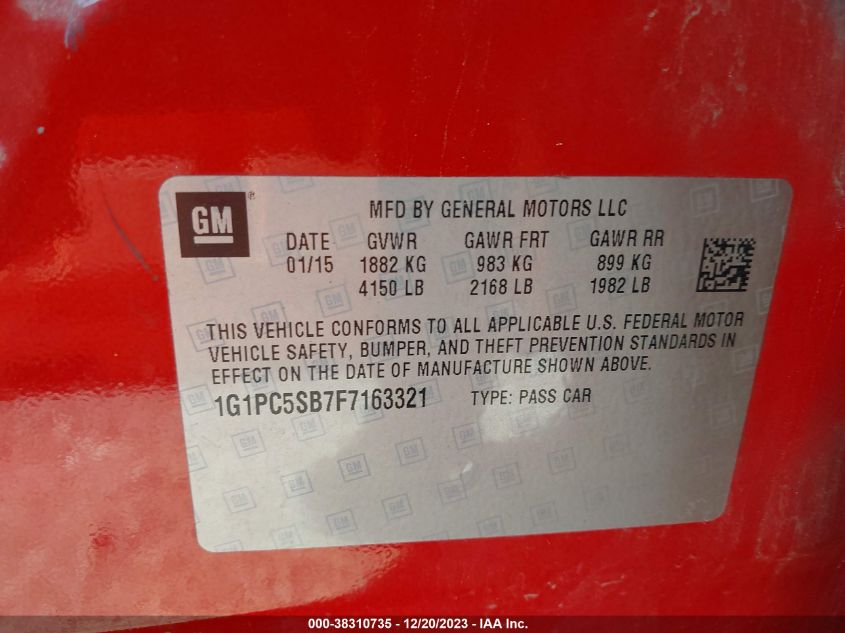 GM ® MFD BY GENERAL MOTORS LLC
DATE GVWR GAWR FRT GAWR RR
01/15 1882 KG 983 KG 899 KG
4150 LB 2168 LB 1982 LB
THIS VEHICLE CONFORMS TO ALL APPLICABLE U.S. FEDERAL MOTOR
VEHICLE SAFETY, BUMPER, AND THEFT PREVENTION STANDARDS IN
EFFECT ON THE DATE OF MANUFACTURE SHOWN ABOVE.
1G1PC5SB7F7163321 TYPE: PASS CAR
000-38310735 - 12/20/2023 - IAA Inc.